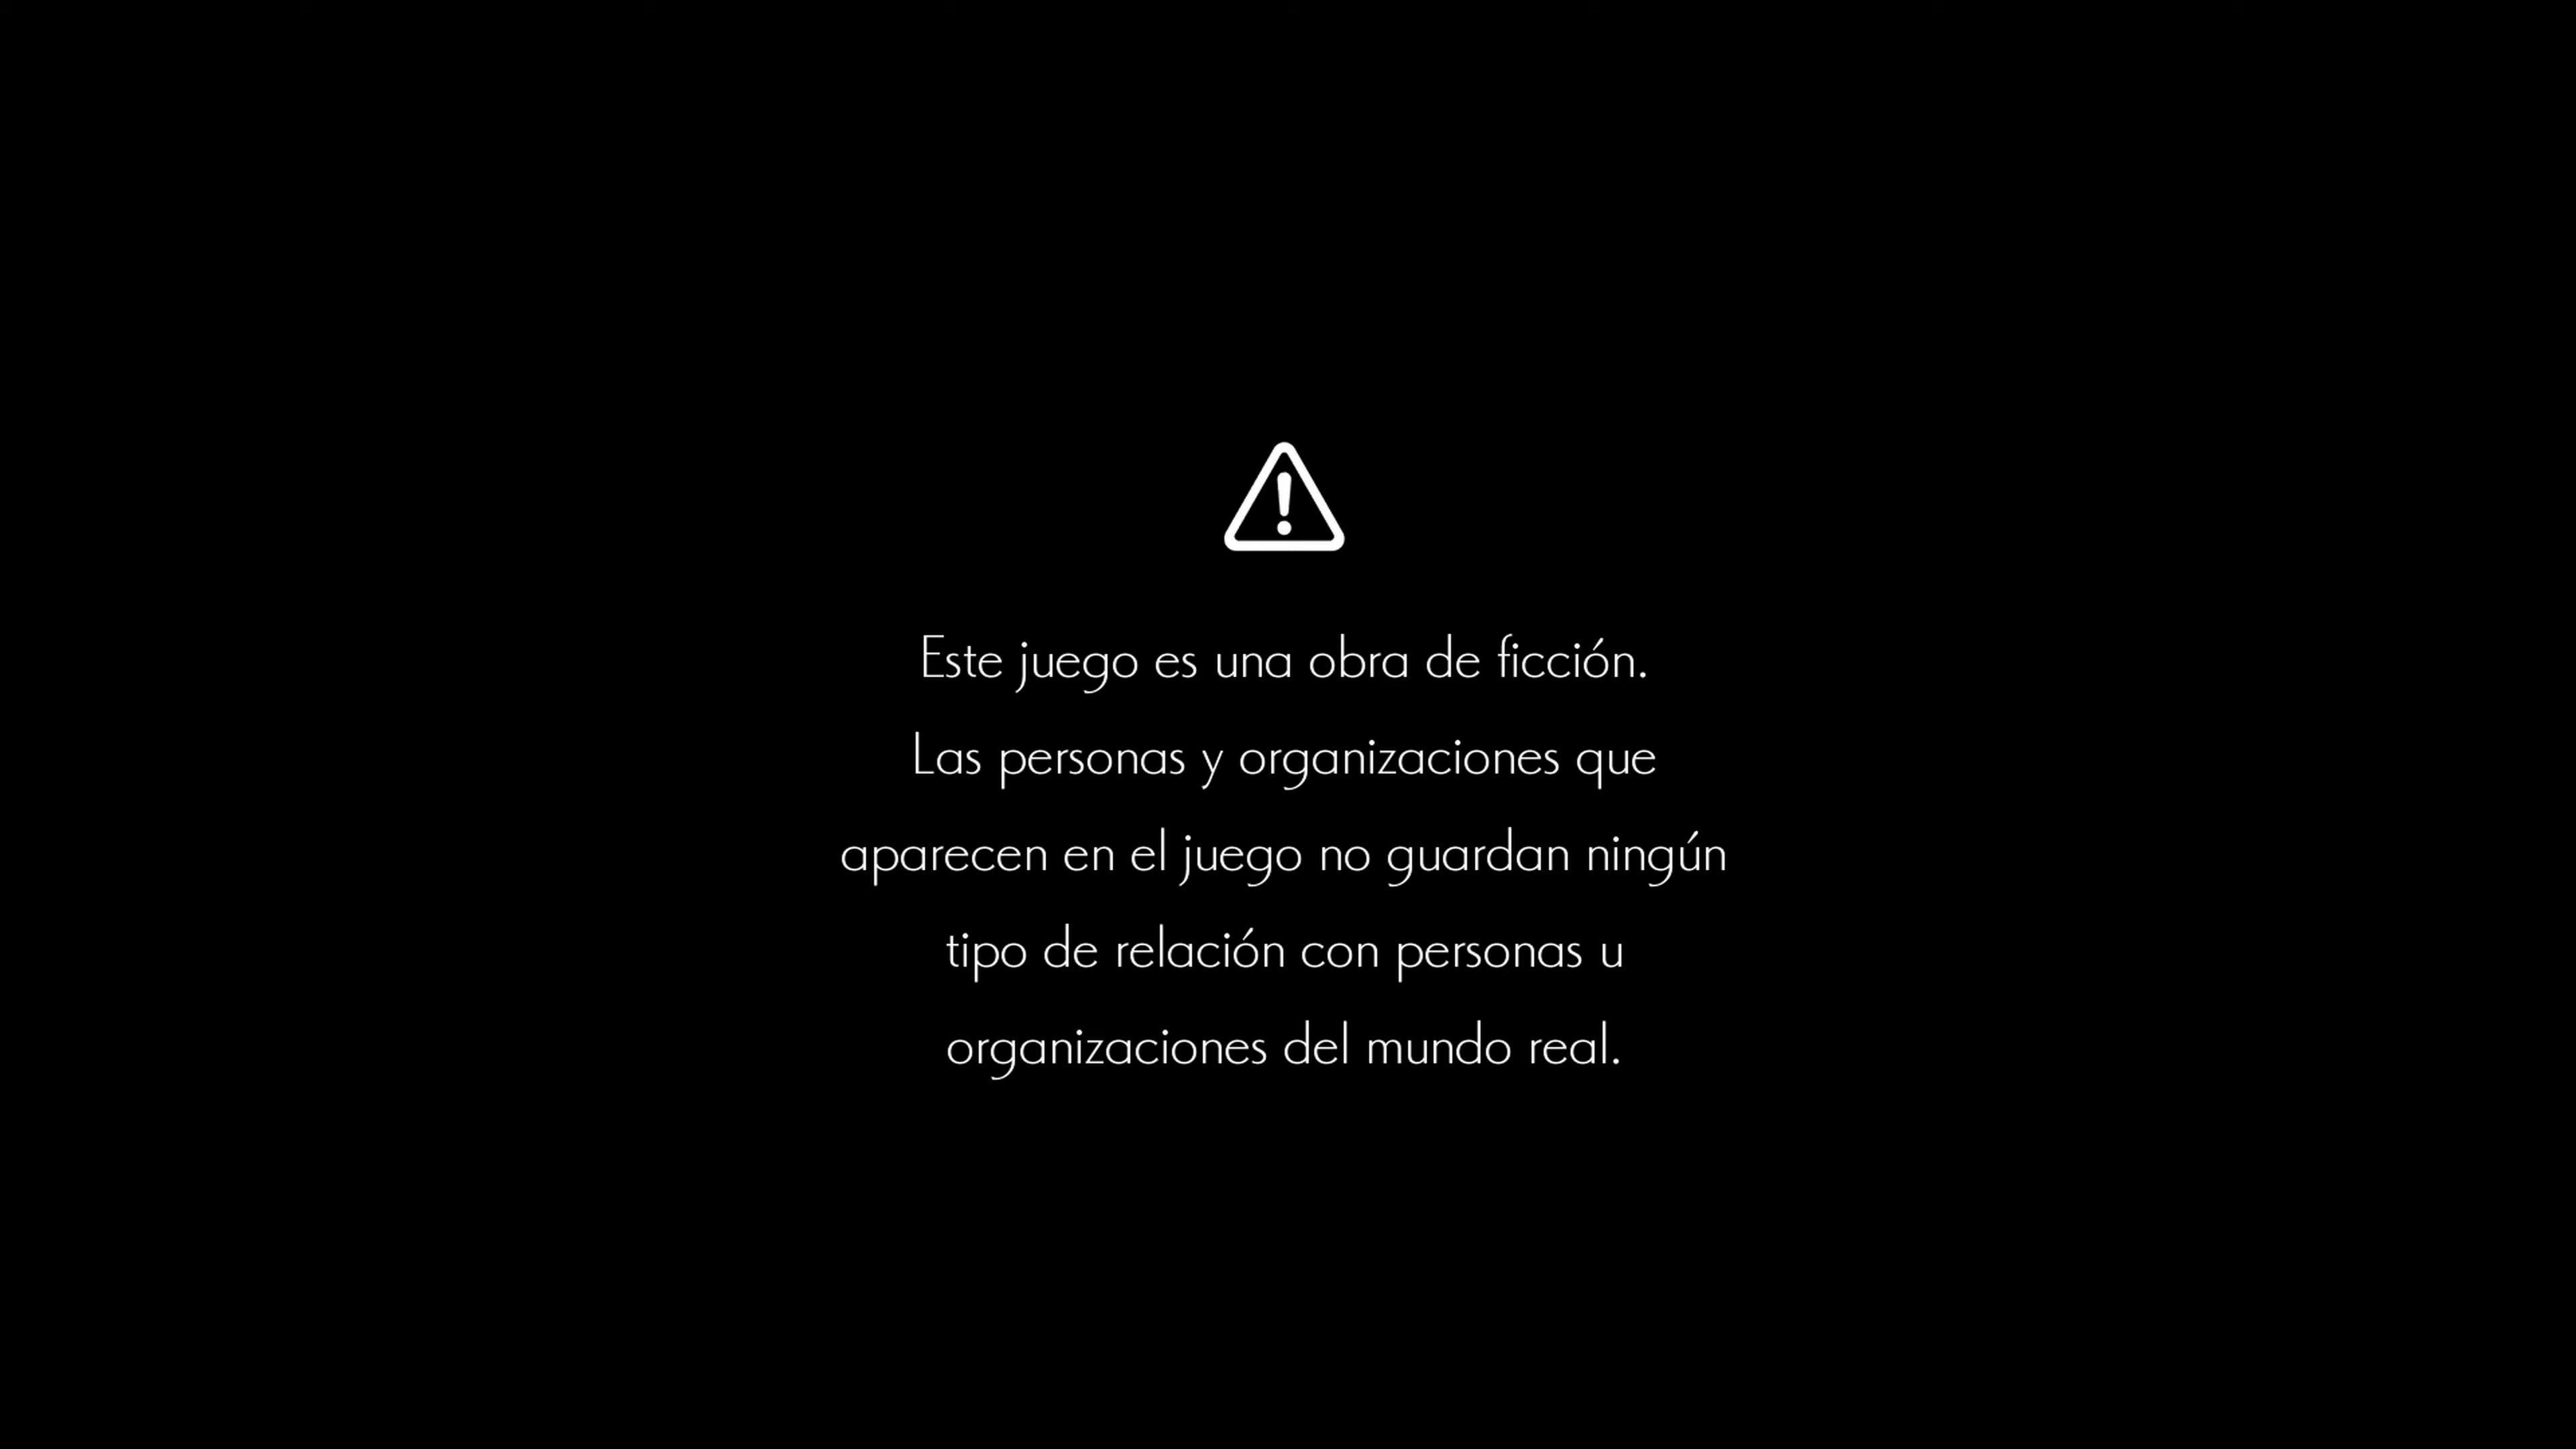 Este juego es una obra de ficción.
Las personas y organizaciones que
aparecen en el juego no guardan ningún
tipo de relación con personas u
organizaciones del mundo real.